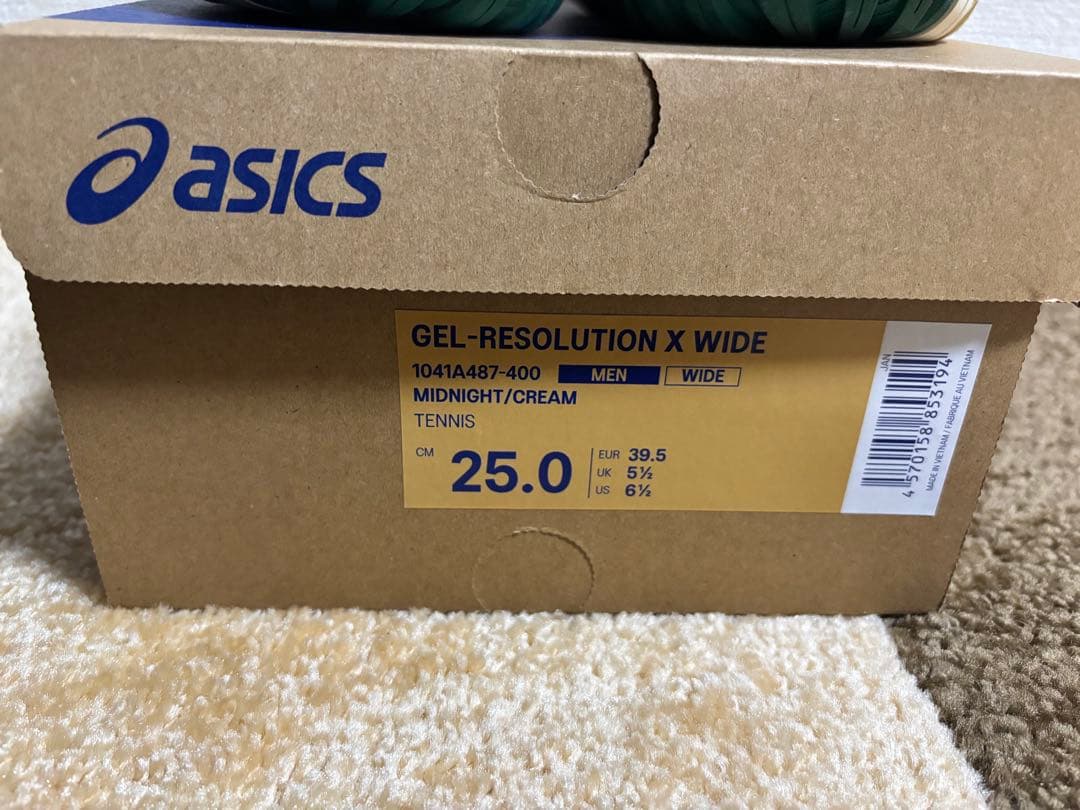 asics
GEL-RESOLUTION X WIDE
1041A487-400 MEN WIDE
MIDNIGHT/CREAM
TENNIS
CM 25.0
EUR 39.5
UK 5½
US 6½
JAN
4 570158 853194
MADE IN VIETNAM / FABRIQUE AU VIETNAM